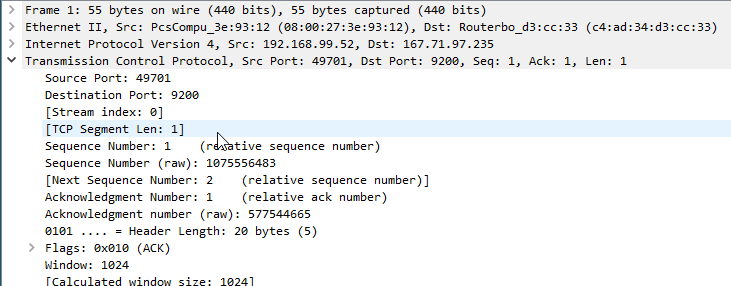 Frame 1: 55 bytes on wire (440 bits), 55 bytes captured (440 bits)
Ethernet II, Src: PcsCompu_3e:93:12 (08:00:27:3e:93:12), Dst: Routerbo_d3:cc:33 (c4:ad:34:d3:cc:33)
Internet Protocol Version 4, Src: 192.168.99.52, Dst: 167.71.97.235
Transmission Control Protocol, Src Port: 49701, Dst Port: 9200, Seq: 1, Ack: 1, Len: 1
Source Port: 49701
Destination Port: 9200
[Stream index: 0]
[TCP Segment Len: 1]
Sequence Number: 1    (relative sequence number)
Sequence Number (raw): 1075556483
[Next Sequence Number: 2    (relative sequence number)]
Acknowledgment Number: 1    (relative ack number)
Acknowledgment number (raw): 577544665
0101 .... = Header Length: 20 bytes (5)
Flags: 0x010 (ACK)
Window: 1024
[Calculated window size: 1024]